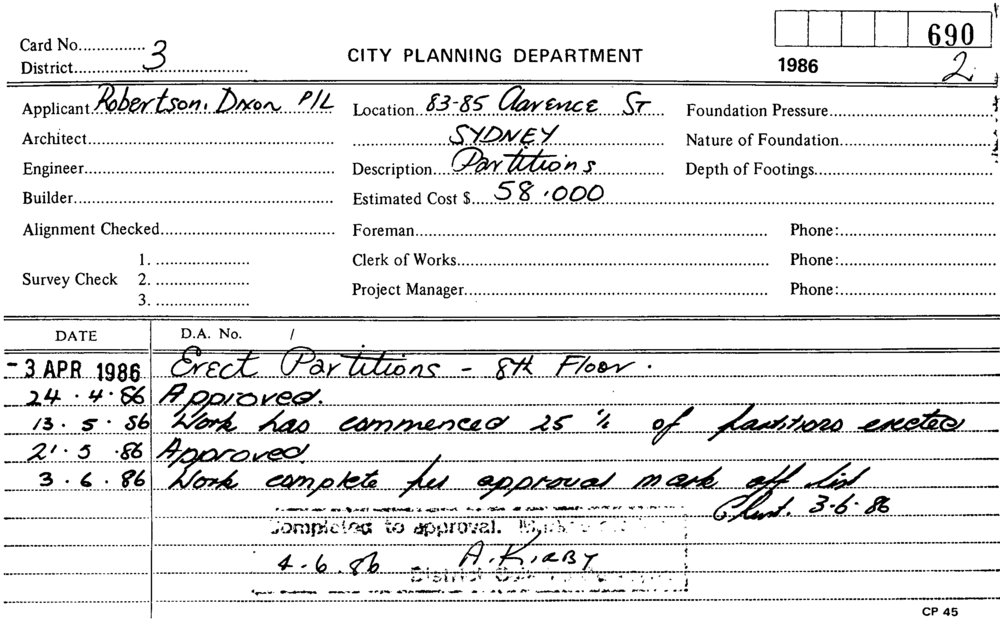 690
Card No............... 3
District.......................................
CITY PLANNING DEPARTMENT
1986
2
Applicant Robertson. Dixon P/L
Location 83-85 Clarence ST
Foundation Pressure
Architect
SYDNEY
Nature of Foundation
Engineer
Description Partitions
Depth of Footings
Builder
Estimated Cost $ 58.000
Alignment Checked
Foreman
Phone:
Survey Check
1.
2.
3.
Clerk of Works
Phone:
Project Manager
Phone:
DATE
D.A. No. /
- 3 APR 1986 Erect Partitions - 8th Floor.
24.4.86 Approved.
13.5.86 Work has commenced 25 % of partitions erected
21.5.86 Approved.
3.6.86 Work complete per approval mark off list
3-6-86
Completed to approval.
4.6.86 A. KIRBY
District
CP 45